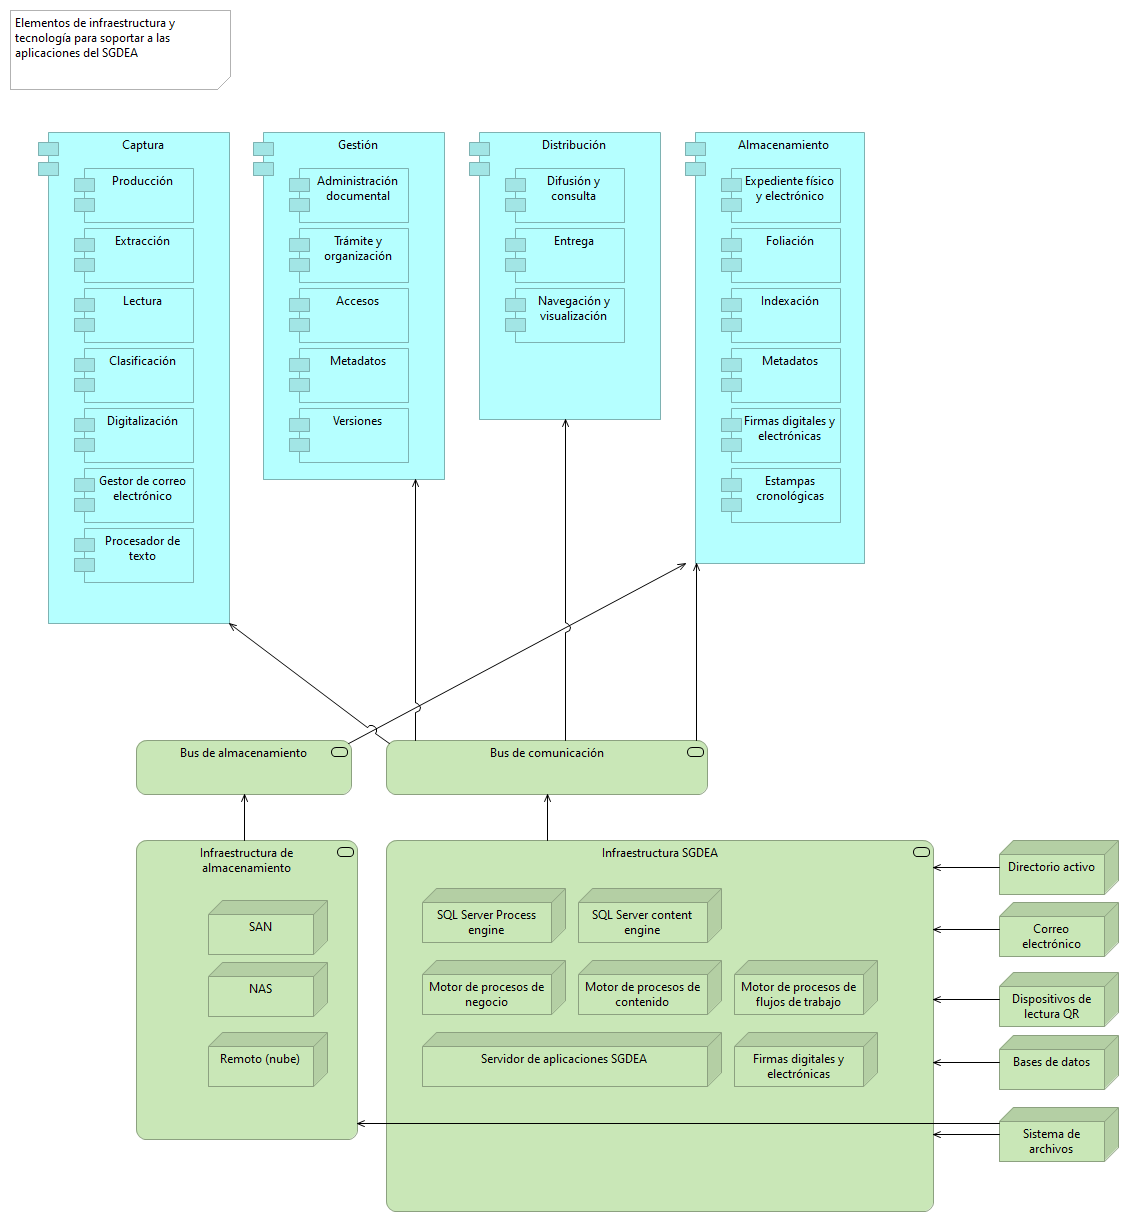 Elementos de infraestructura y
tecnología para soportar a las
aplicaciones del SGDEA
Captura
Producción
Extracción
Lectura
Clasificación
Digitalización
Gestor de correo
electrónico
Procesador de
texto
Gestión
Administración
documental
Trámite y
organización
Accesos
Metadatos
Versiones
Distribución
Difusión y
consulta
Entrega
Navegación y
visualización
Almacenamiento
Expediente físico
y electrónico
Foliación
Indexación
Metadatos
Firmas digitales y
electrónicas
Estampas
cronológicas
Bus de almacenamiento
Bus de comunicación
Infraestructura de
almacenamiento
SAN
NAS
Remoto (nube)
Infraestructura SGDEA
SQL Server Process
engine
SQL Server content
engine
Motor de procesos de
negocio
Motor de procesos de
contenido
Motor de procesos de
flujos de trabajo
Servidor de aplicaciones SGDEA
Firmas digitales y
electrónicas
Directorio activo
Correo
electrónico
Dispositivos de
lectura QR
Bases de datos
Sistema de
archivos